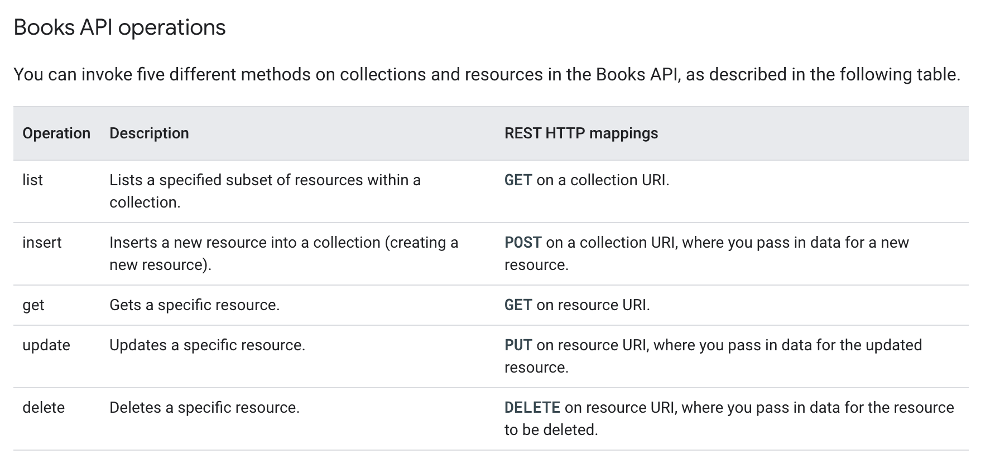 Books API operations
You can invoke five different methods on collections and resources in the Books API, as described in the following table.
Operation Description REST HTTP mappings
list Lists a specified subset of resources within a GET on a collection URI.
collection.
insert Inserts a new resource into a collection (creating a POST on a collection URI, where you pass in data for a new
new resource). resource.
get Gets a specific resource. GET on resource URI.
update Updates a specific resource. PUT on resource URI, where you pass in data for the updated
resource.
delete Deletes a specific resource. DELETE on resource URI, where you pass in data for the resource
to be deleted.